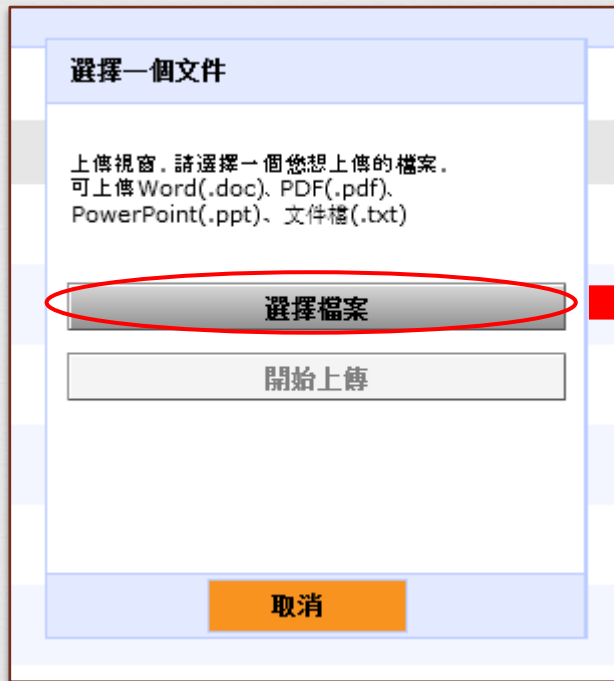 選擇一個文件
上傳視窗. 請選擇一個您想上傳的檔案.
可上傳Word(.doc)、PDF(.pdf)、
PowerPoint(.ppt)、文件檔(.txt)
選擇檔案
開始上傳
取消